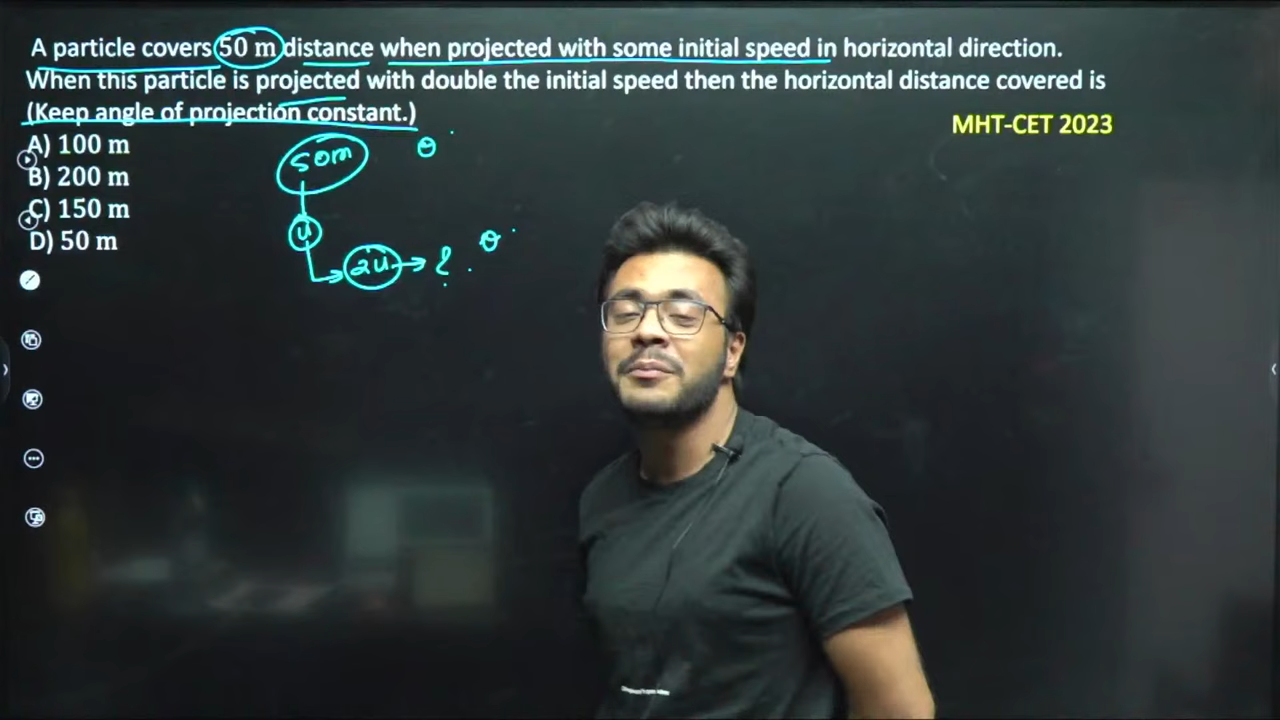 A particle covers 50 m distance when projected with some initial speed in horizontal direction.
When this particle is projected with double the initial speed then the horizontal distance covered is
(Keep angle of projection constant.)
MHT-CET 2023
A) 100 m
B) 200 m
C) 150 m
D) 50 m
50m θ
u
2u → ? θ